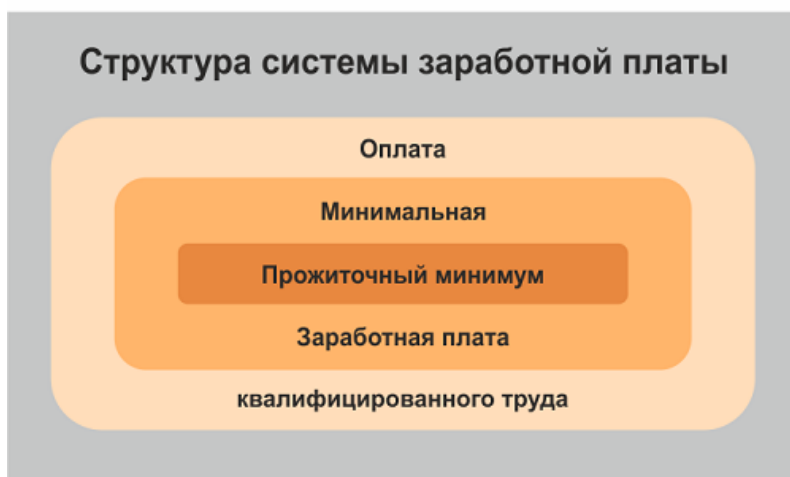 Структура системы заработной платы
Оплата
Минимальная
Прожиточный минимум
Заработная плата
квалифицированного труда